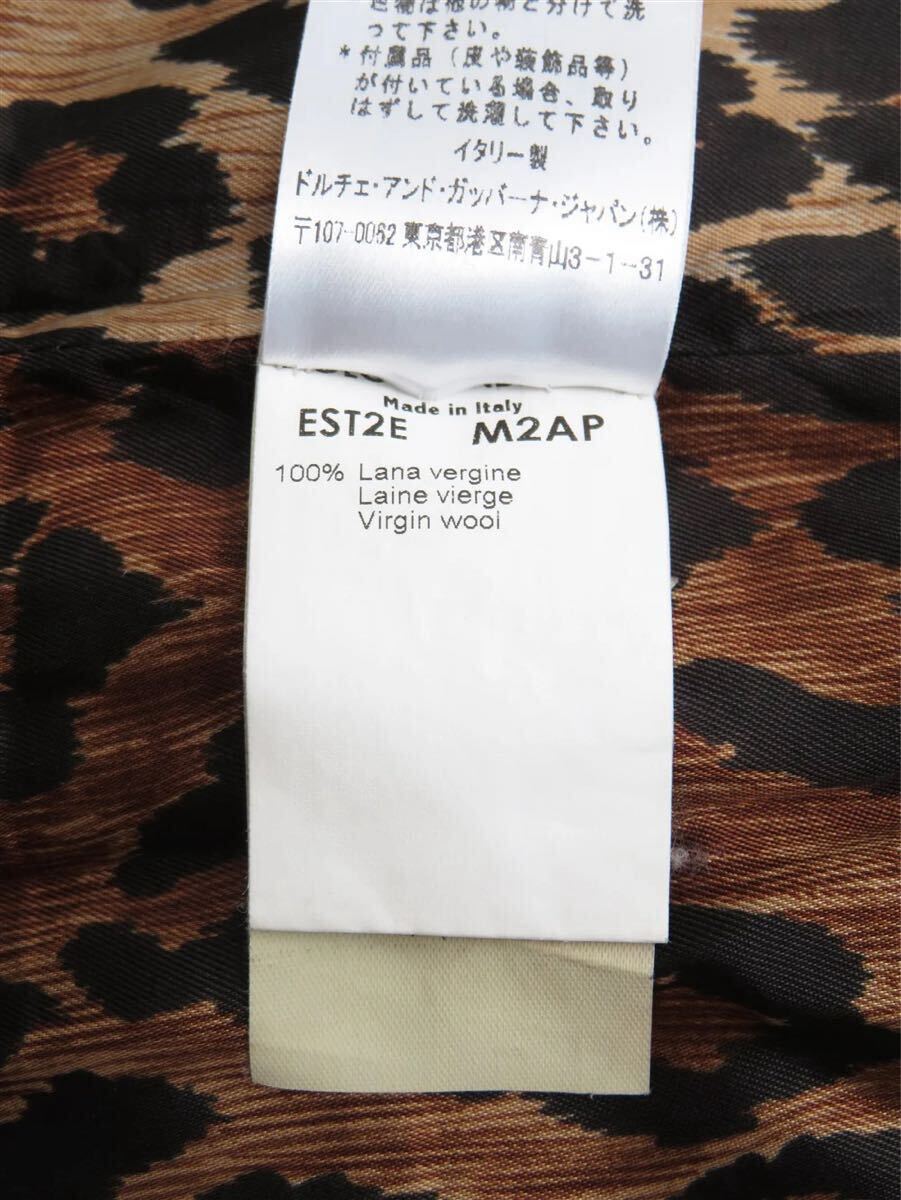 色物は他の物と分けて洗
って下さい。
*付属品（皮や装飾品等）
が付いている場合、取り
はずして洗濯して下さい。
イタリー製
ドルチェ・アンド・ガッバーナ・ジャパン(株)
〒107-0062 東京都港区南青山3-1-31
Made in Italy
EST2E M2AP
100% Lana vergine
Laine vierge
Virgin wool